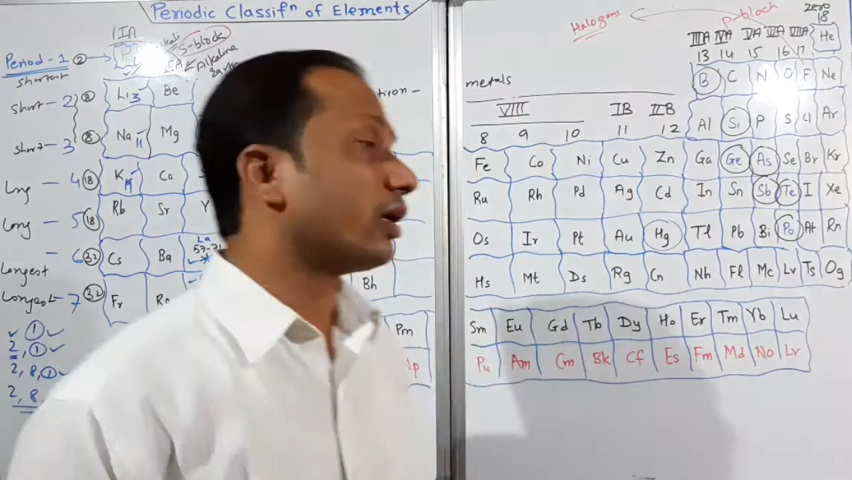 Periodic Classifⁿ of Elements
s-block
Alkaline
Period-1 ②
shortest
short - 2 ⑧
short - 3 ⑧
long - 4 ⑱
long - 5 ⑱
- 6 ㉜
Longest - 7 ㉜
Li 3 Be
Na 11 Mg
K 19 Ca
Rb Sr Y
Cs Ba La
Fr
Bh
Pm
✓ ① ✓
2, ① ✓
2, 8, ① ✓
2, 8,
Halogens
p-block
zero
18
metals
IIIA IVA VA VIA VIIA
13 14 15 16 17 He
VIII IB IIB
8 9 10 11 12
B C N O F Ne
Al Si P S Cl Ar
Fe Co Ni Cu Zn Ga Ge As Se Br Kr
Ru Rh Pd Ag Cd In Sn Sb Te I Xe
Os Ir Pt Au Hg Tl Pb Bi Po At Rn
Hs Mt Ds Rg Cn Nh Fl Mc Lv Ts Og
Sm Eu Gd Tb Dy Ho Er Tm Yb Lu
Pu Am Cm Bk Cf Es Fm Md No Lr